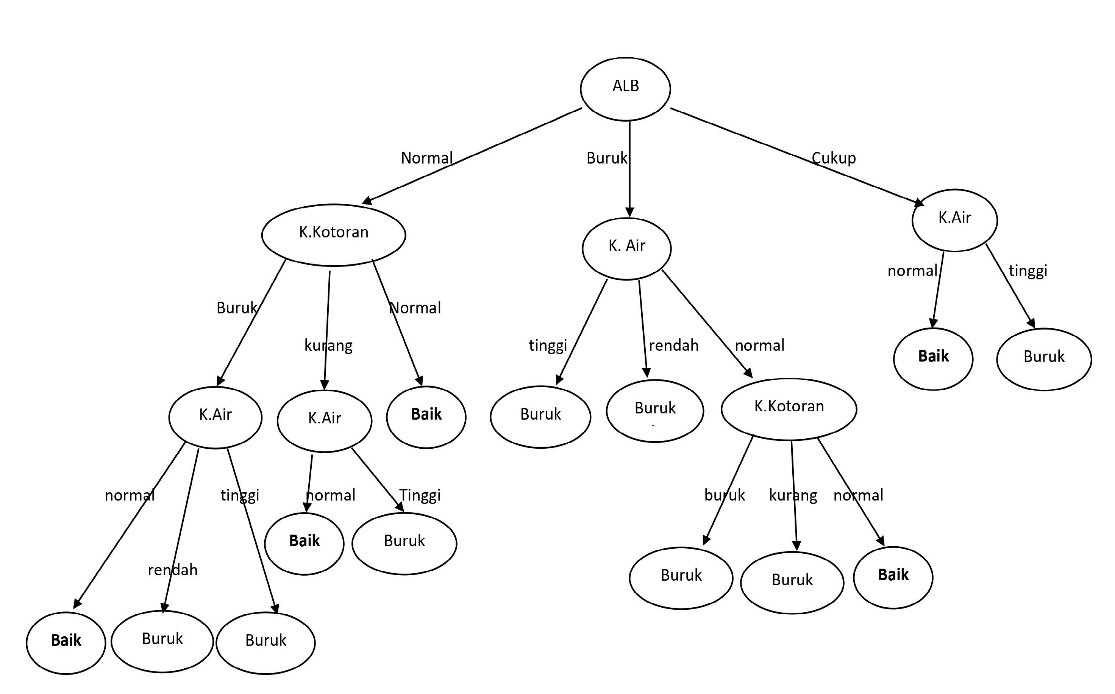 ALB
Normal
Buruk
Cukup
K.Kotoran
K. Air
K.Air
normal
tinggi
Buruk
kurang
Normal
tinggi
rendah
normal
Baik
Buruk
K.Air
K.Air
Baik
Buruk
Buruk
K.Kotoran
normal
tinggi
normal
Tinggi
buruk
kurang
normal
rendah
Baik
Buruk
Buruk
Buruk
Baik
Baik
Buruk
Buruk